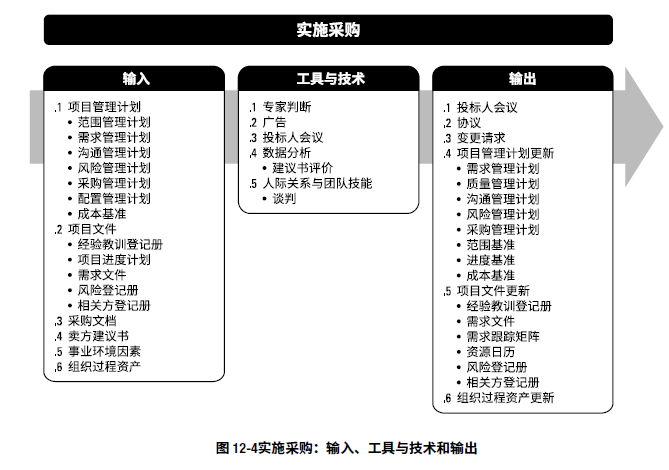 实施采购
输入
.1 项目管理计划
• 范围管理计划
• 需求管理计划
• 沟通管理计划
• 风险管理计划
• 采购管理计划
• 配置管理计划
• 成本基准
.2 项目文件
• 经验教训登记册
• 项目进度计划
• 需求文件
• 风险登记册
• 相关方登记册
.3 采购文档
.4 卖方建议书
.5 事业环境因素
.6 组织过程资产
工具与技术
.1 专家判断
.2 广告
.3 投标人会议
.4 数据分析
• 建议书评价
.5 人际关系与团队技能
• 谈判
输出
.1 投标人会议
.2 协议
.3 变更请求
.4 项目管理计划更新
• 需求管理计划
• 质量管理计划
• 沟通管理计划
• 风险管理计划
• 采购管理计划
• 范围基准
• 进度基准
• 成本基准
.5 项目文件更新
• 经验教训登记册
• 需求文件
• 需求跟踪矩阵
• 资源日历
• 风险登记册
• 相关方登记册
.6 组织过程资产更新
图 12-4实施采购：输入、工具与技术和输出